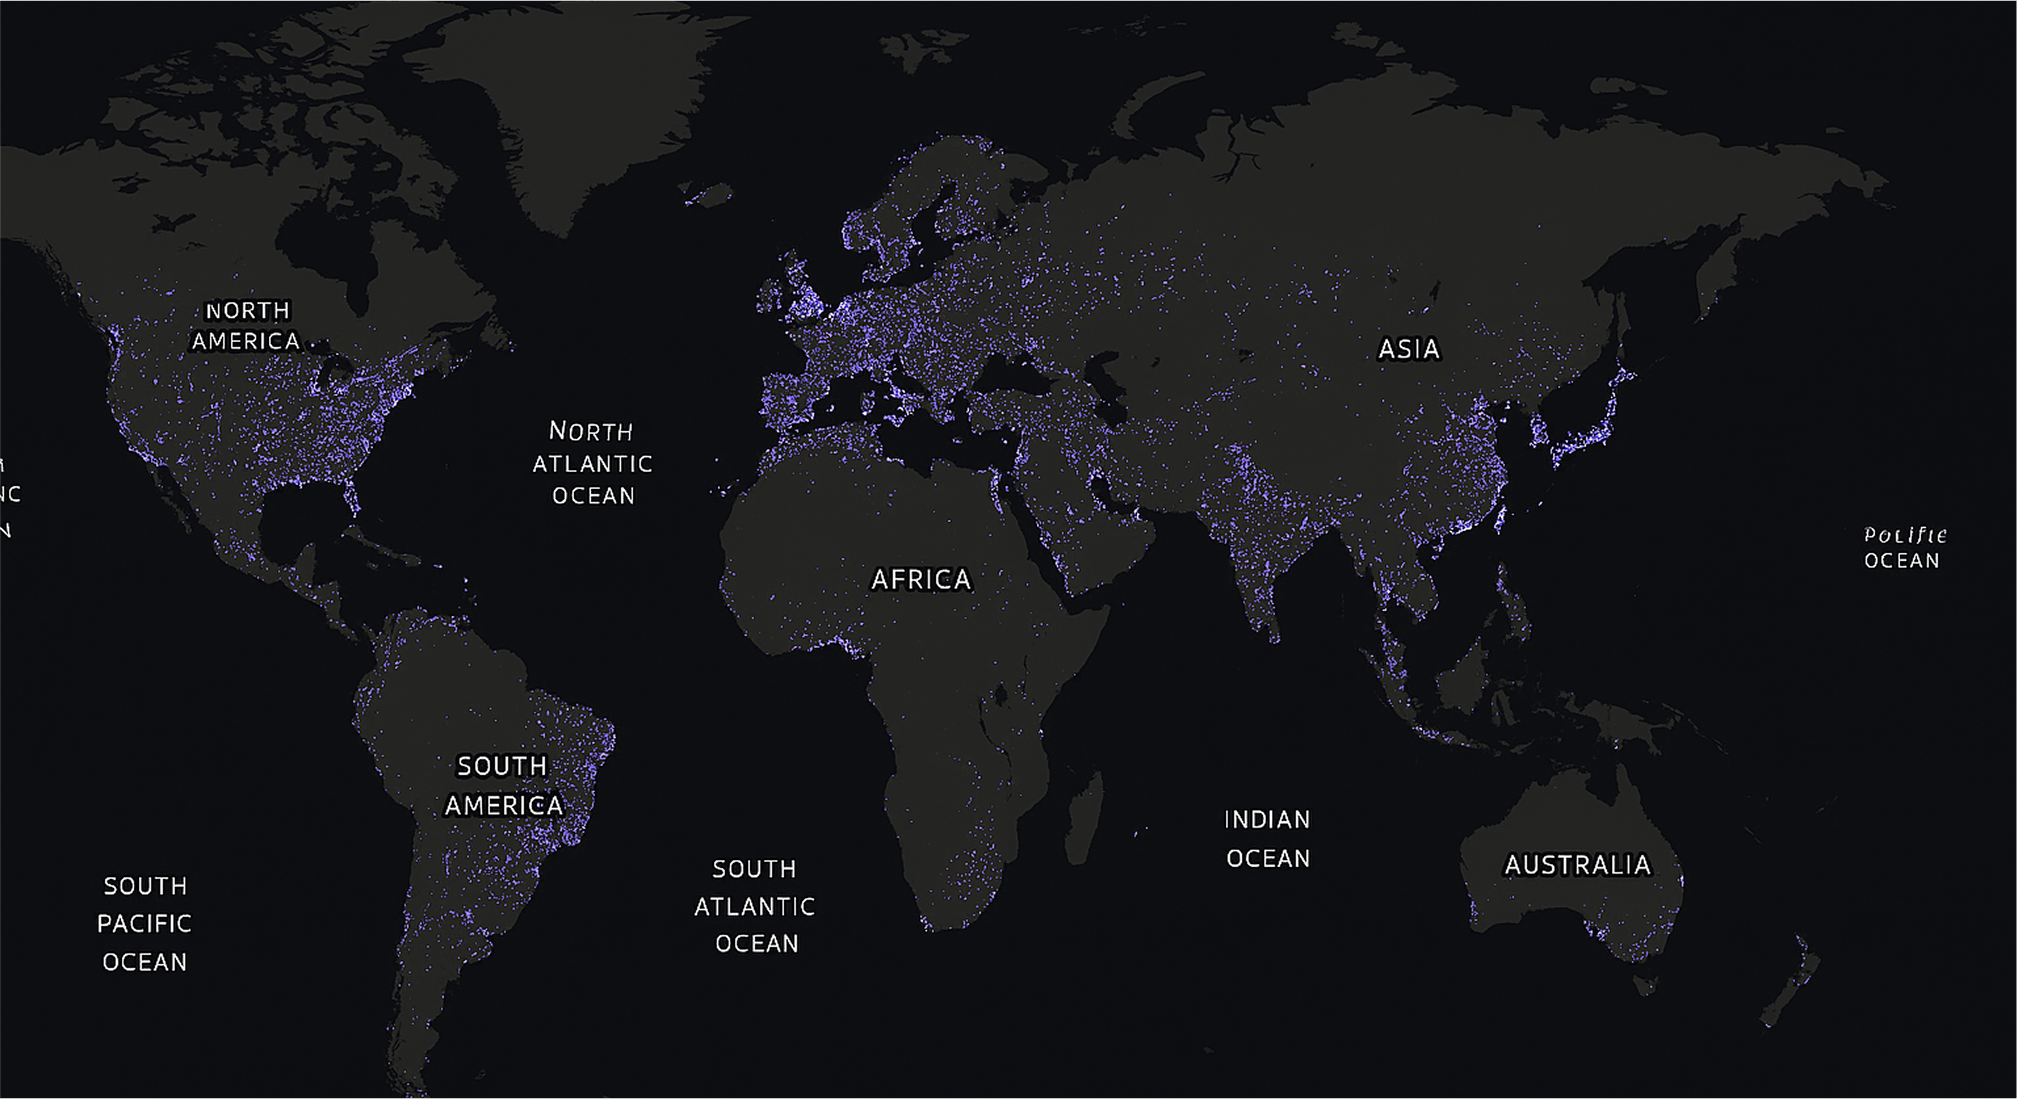 NORTH
AMERICA
NORTH
ATLANTIC
OCEAN
ASIA
AFRICA
Polifie
OCEAN
SOUTH
AMERICA
INDIAN
OCEAN
AUSTRALIA
SOUTH
PACIFIC
OCEAN
SOUTH
ATLANTIC
OCEAN
NC
N